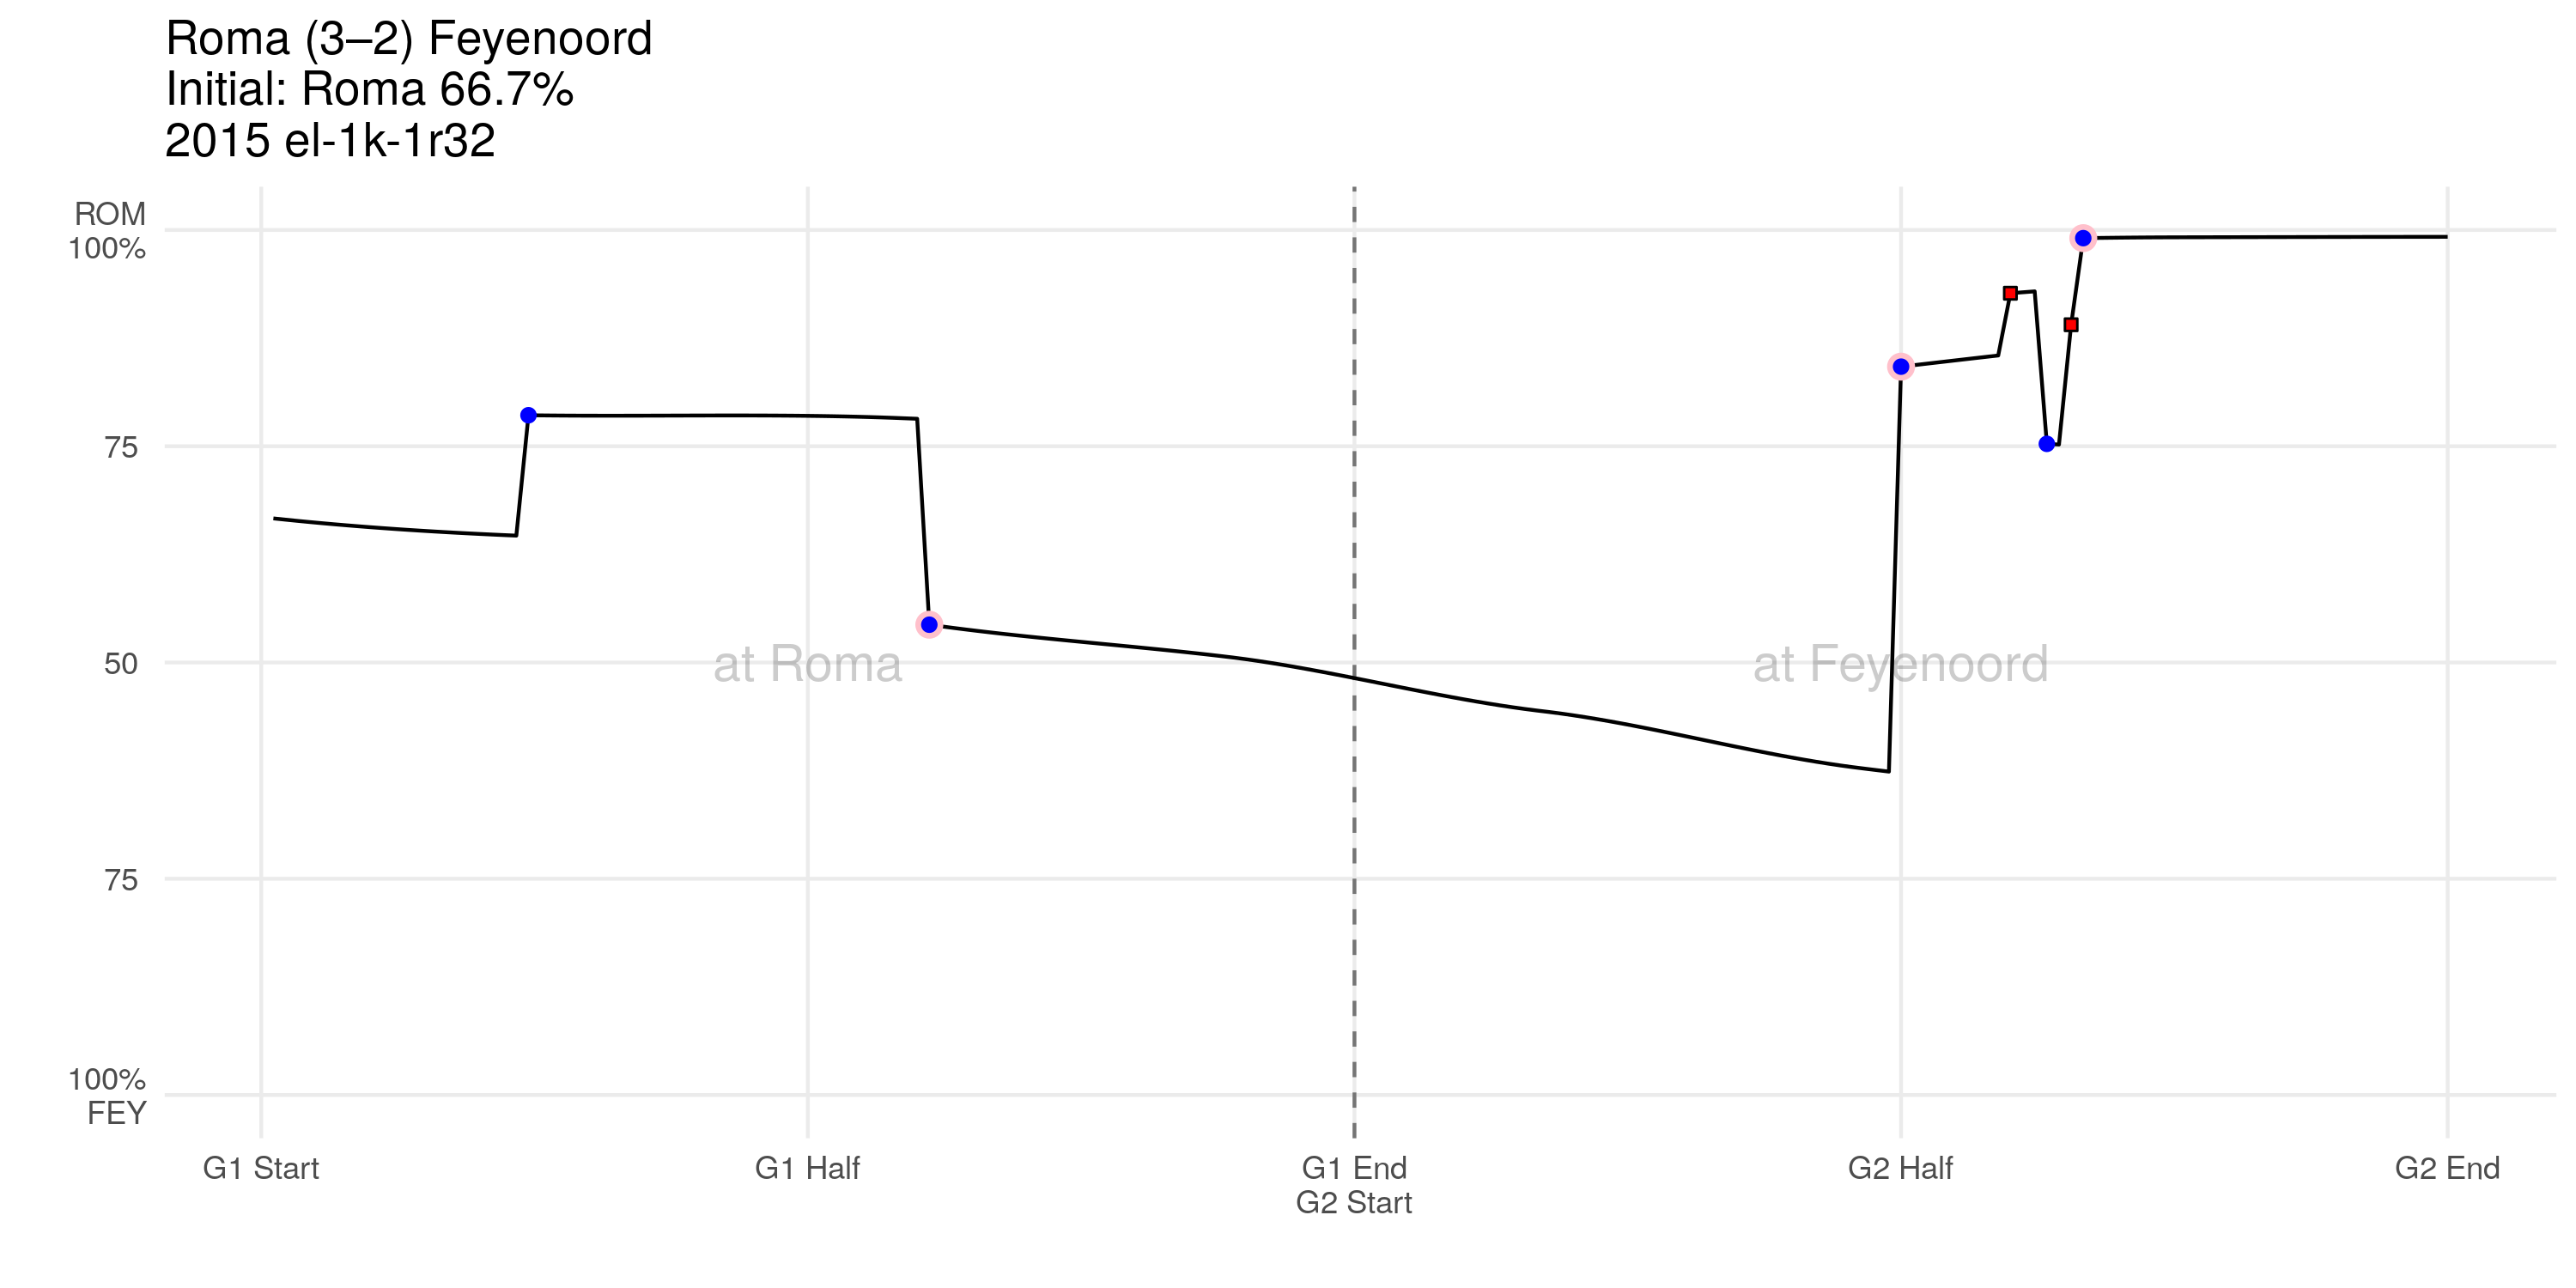 Roma (3–2) Feyenoord
Initial: Roma 66.7%
2015 el-1k-1r32
ROM
100%
75
50
75
100%
FEY
at Roma
at Feyenoord
G1 Start
G1 Half
G1 End
G2 Start
G2 Half
G2 End